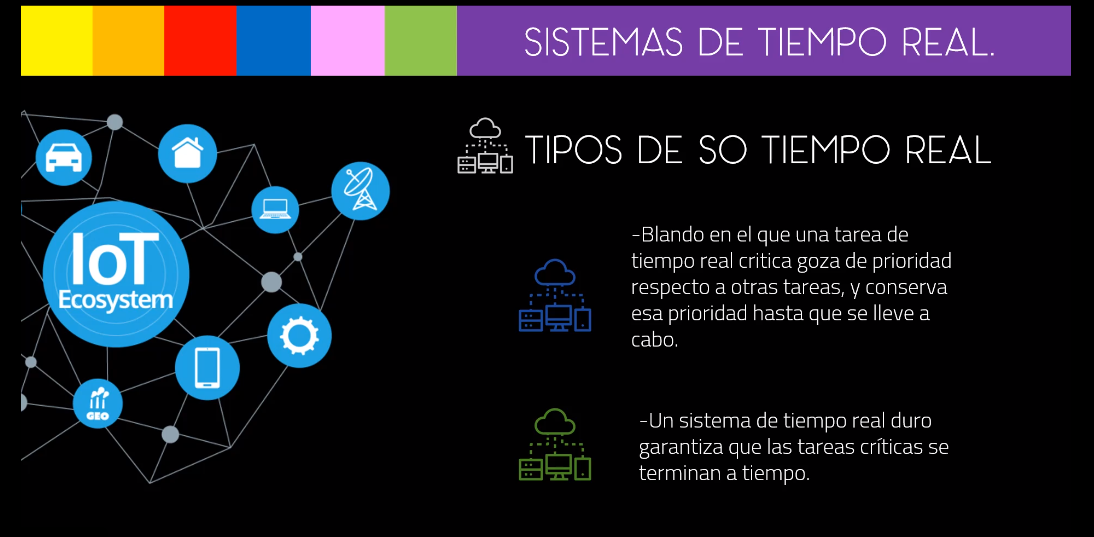 SISTEMAS DE TIEMPO REAL.
TIPOS DE SO TIEMPO REAL
IoT
Ecosystem
GEO
-Blando en el que una tarea de
tiempo real critica goza de prioridad
respecto a otras tareas, y conserva
esa prioridad hasta que se lleve a
cabo.
-Un sistema de tiempo real duro
garantiza que las tareas críticas se
terminan a tiempo.